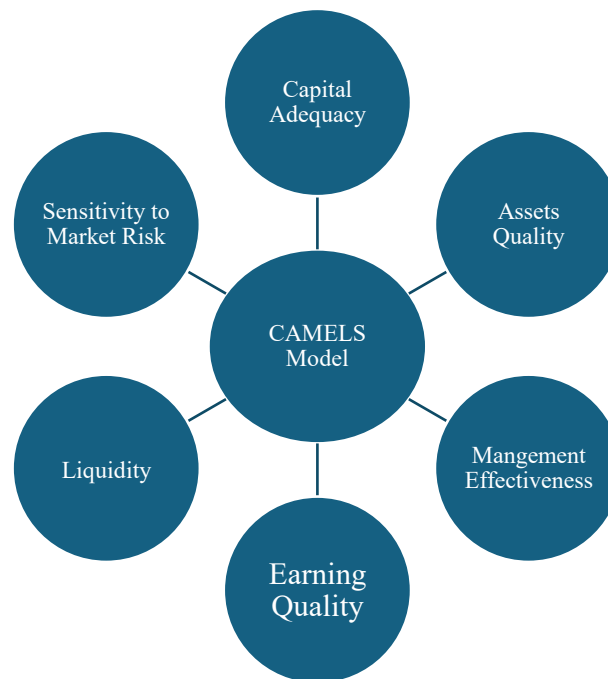 Capital
Adequacy
Sensitivity to
Market Risk
Assets
Quality
CAMELS
Model
Liquidity
Mangement
Effectiveness
Earning
Quality